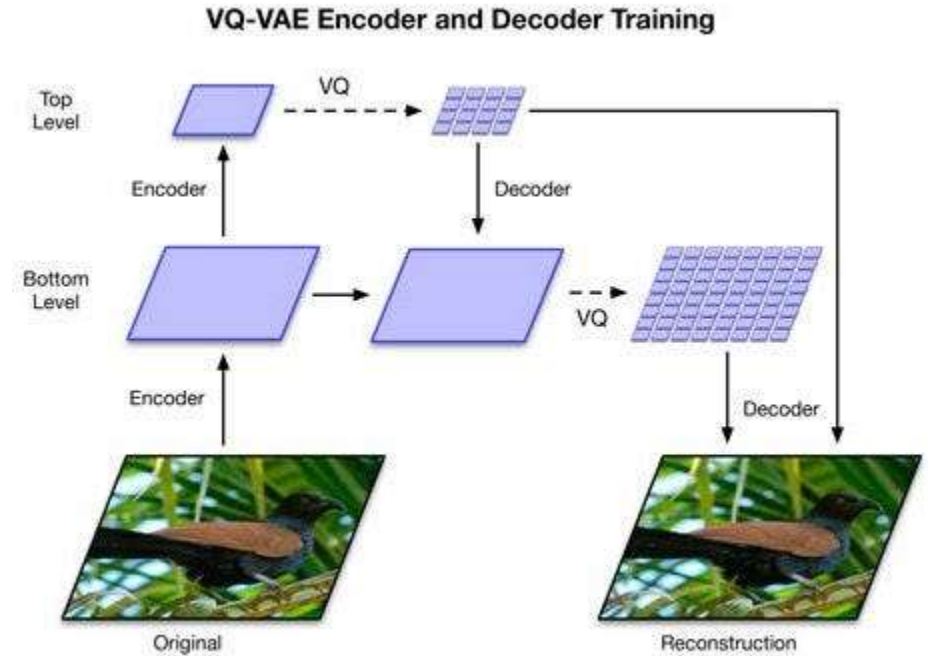 VQ-VAE Encoder and Decoder Training
Top
Level
VQ
Encoder
Decoder
Bottom
Level
VQ
Encoder
Decoder
Original
Reconstruction